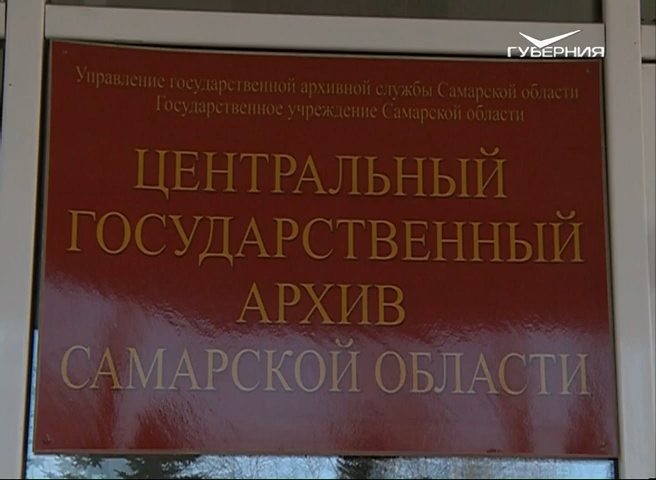 ГУБЕРНИЯ
Управление государственной архивной службы Самарской области
Государственное учреждение Самарской области
ЦЕНТРАЛЬНЫЙ
ГОСУДАРСТВЕННЫЙ
АРХИВ
САМАРСКОЙ ОБЛАСТИ